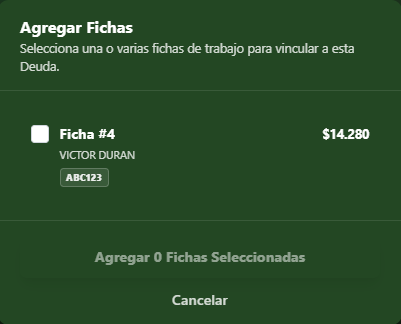 Agregar Fichas
Selecciona una o varias fichas de trabajo para vincular a esta
Deuda.
Ficha #4 $14.280
VICTOR DURAN
ABC123
Agregar 0 Fichas Seleccionadas
Cancelar